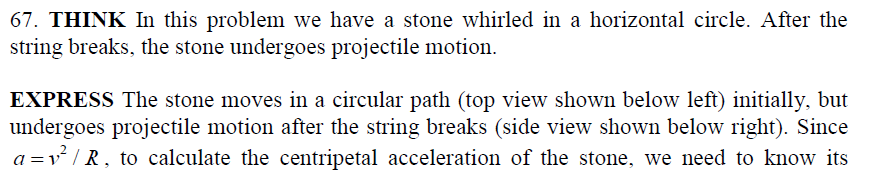 67. THINK In this problem we have a stone whirled in a horizontal circle. After the
string breaks, the stone undergoes projectile motion.
EXPRESS The stone moves in a circular path (top view shown below left) initially, but
undergoes projectile motion after the string breaks (side view shown below right). Since
a = v² / R , to calculate the centripetal acceleration of the stone, we need to know its